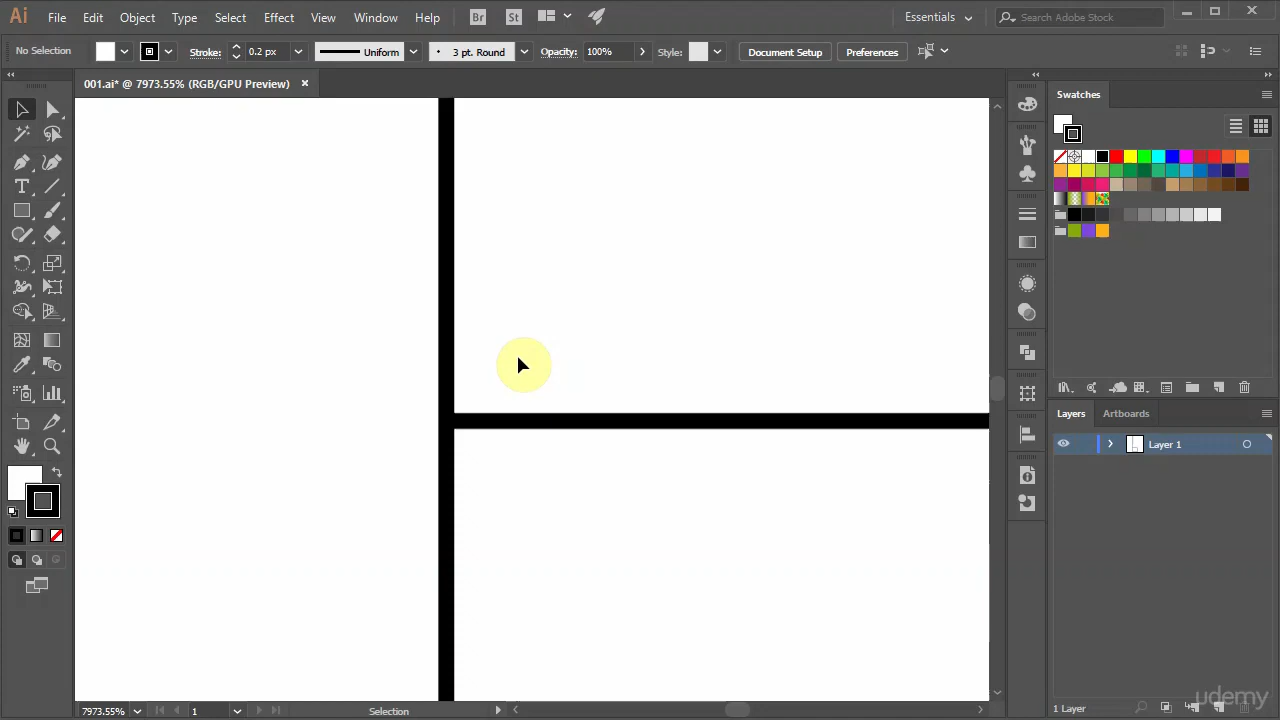 Ai File Edit Object Type Select Effect View Window Help Br St Essentials Search Adobe Stock
No Selection Stroke: 0.2 px Uniform 3 pt. Round Opacity: 100% Style: Document Setup Preferences
001.ai* @ 7973.55% (RGB/GPU Preview) ×
Swatches
Layers Artboards
Layer 1
1 Layer
7973.55% 1 Selection
udemy